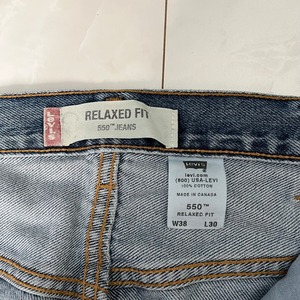 LEVI'S
RELAXED FIT
550™ JEANS
LEVI'S
levi.com
(800) USA-LEVI
100% COTTON
MADE IN CANADA
550™
RELAXED FIT
W38 L30